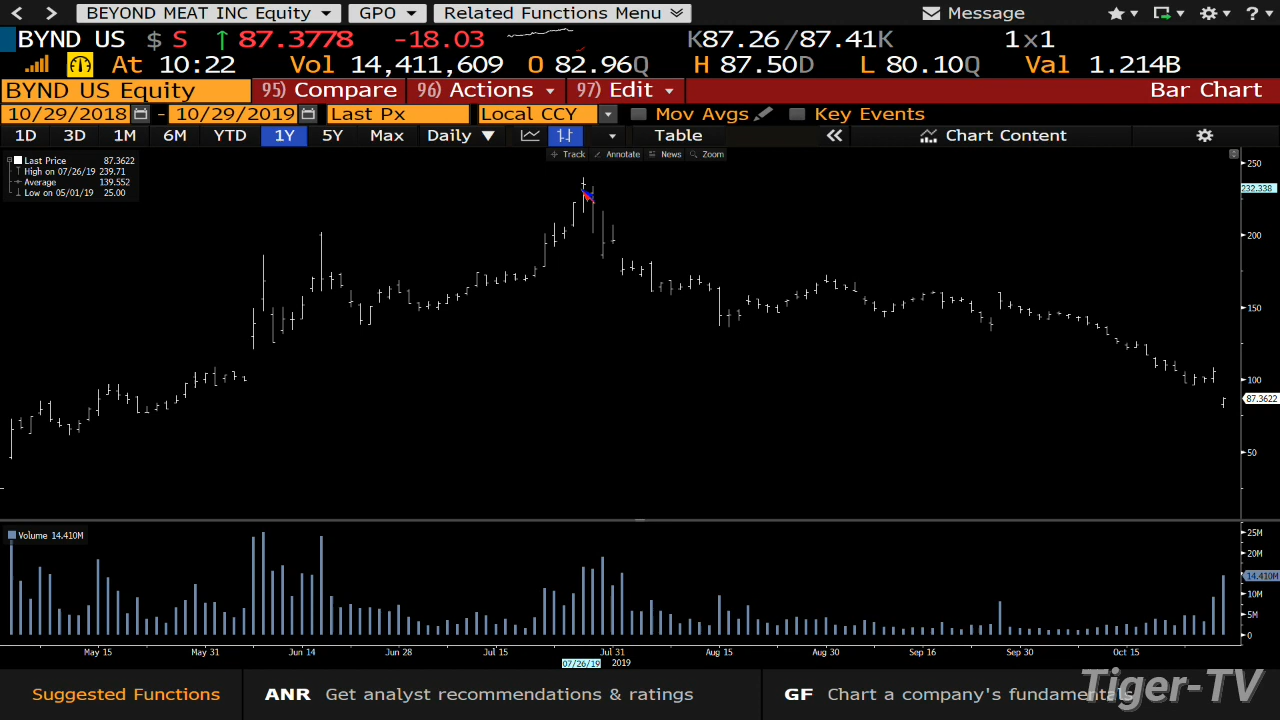 BEYOND MEAT INC Equity GPO Related Functions Menu Message ?
BYND US $ S ↑ 87.3778 -18.03 K87.26/87.41K 1x1
At 10:22 Vol 14,411,609 O 82.96Q H 87.50D L 80.10Q Val 1.214B
BYND US Equity 95) Compare 96) Actions 97) Edit Bar Chart
10/29/2018 - 10/29/2019 Last Px Local CCY Mov Avgs Key Events
1D 3D 1M 6M YTD 1Y 5Y Max Daily ▼ Table Chart Content
Track Annotate News Zoom
Last Price 87.3622
High on 07/26/19 239.71
Average 139.552
Low on 05/01/19 25.00
250
232.338
200
150
100
87.3622
50
Volume 14.410M
25M
20M
14.410M
10M
5M
0
May 15 May 31 Jun 14 Jun 28 Jul 15 Jul 31 Aug 15 Aug 30 Sep 16 Sep 30 Oct 15
07/26/19 2019
Suggested Functions ANR Get analyst recommendations & ratings GF Chart a company's fundamentals
Tiger-TV